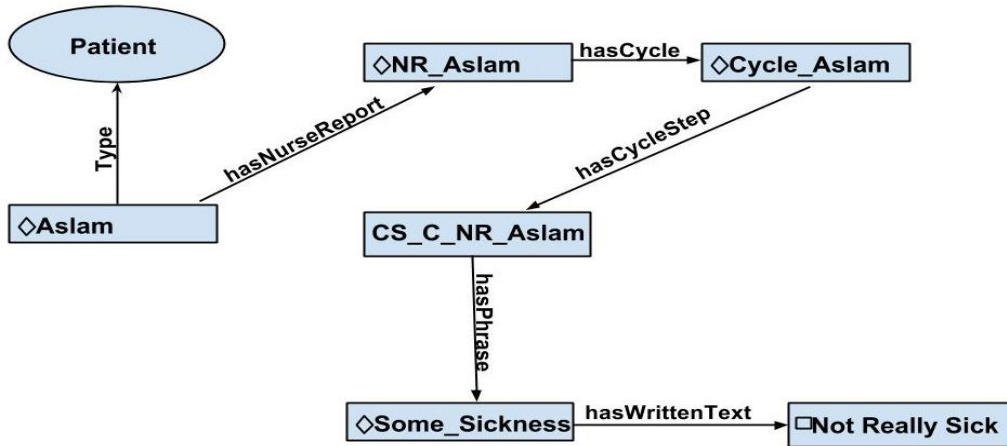 Patient
◇NR_Aslam
hasCycle
◇Cycle_Aslam
Type
hasNurseReport
hasCycleStep
◇Aslam
CS_C_NR_Aslam
hasPhrase
◇Some_Sickness
hasWrittenText
□Not Really Sick